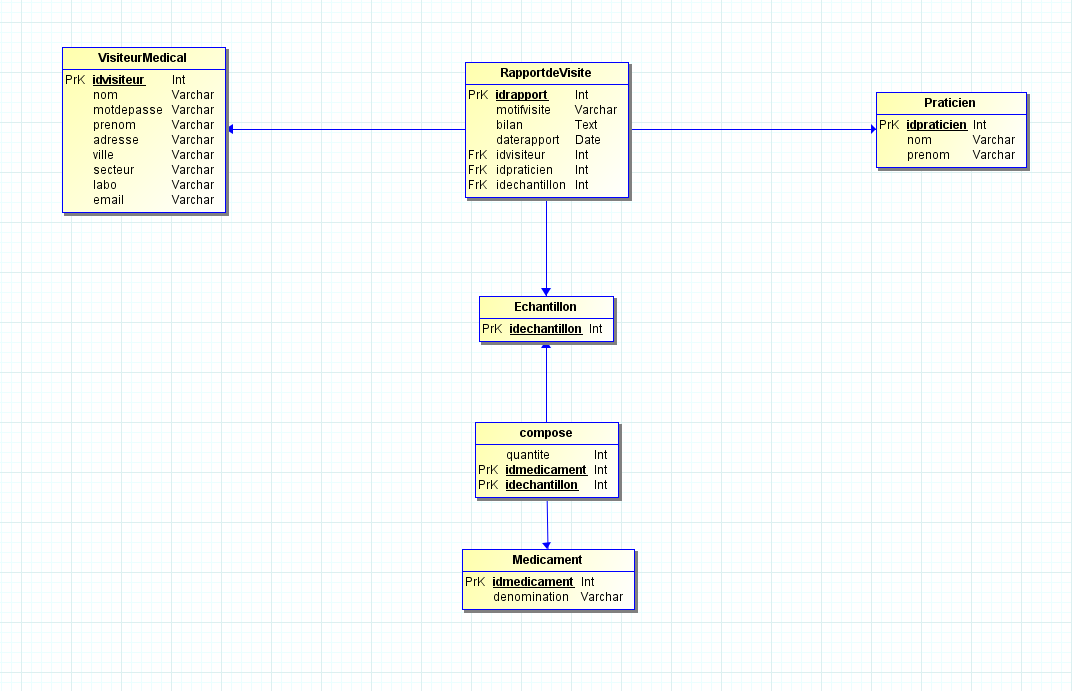 VisiteurMedical
PrK idvisiteur Int
nom Varchar
motdepasse Varchar
prenom Varchar
adresse Varchar
ville Varchar
secteur Varchar
labo Varchar
email Varchar
RapportdeVisite
PrK idrapport Int
motifvisite Varchar
bilan Text
daterapport Date
FrK idvisiteur Int
FrK idpraticien Int
FrK idechantillon Int
Praticien
PrK idpraticien Int
nom Varchar
prenom Varchar
Echantillon
PrK idechantillon Int
compose
quantite Int
PrK idmedicament Int
PrK idechantillon Int
Medicament
PrK idmedicament Int
denomination Varchar